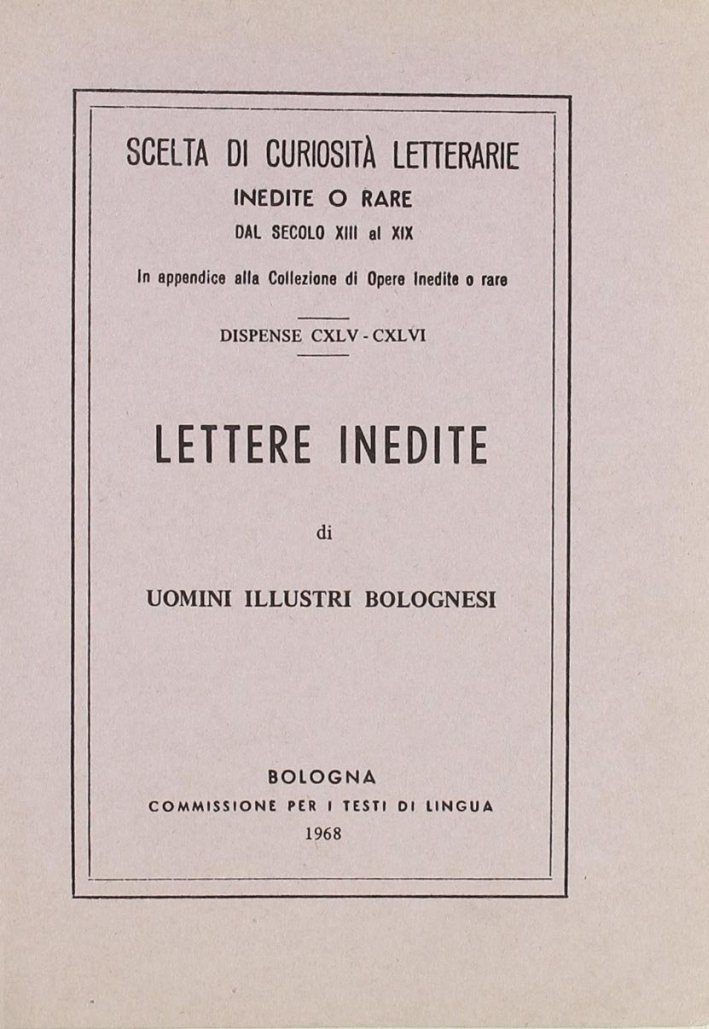 SCELTA DI CURIOSITÀ LETTERARIE
INEDITE O RARE
DAL SECOLO XIII al XIX
In appendice alla Collezione di Opere Inedite o rare
DISPENSE CXLV - CXLVI
LETTERE INEDITE
di
UOMINI ILLUSTRI BOLOGNESI
BOLOGNA
COMMISSIONE PER I TESTI DI LINGUA
1968